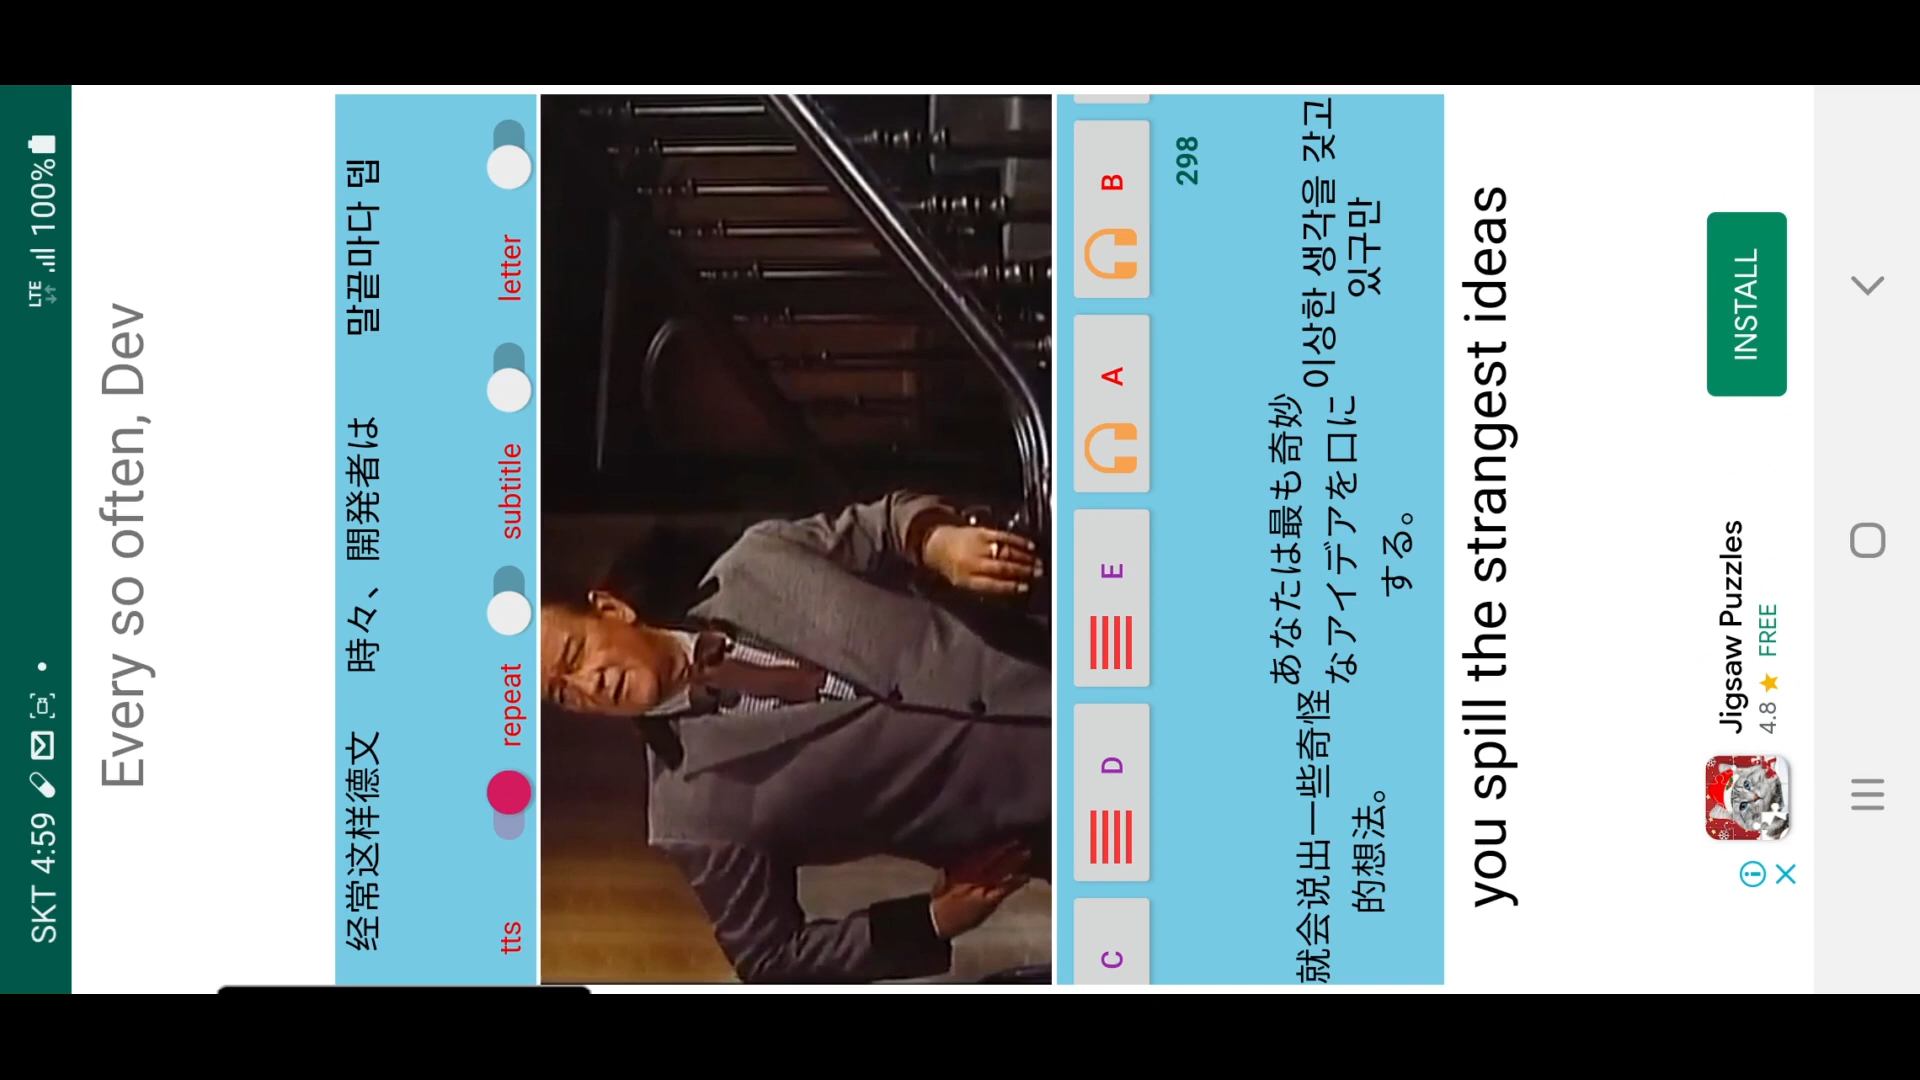 SKT 4:59
LTE 100%
Every so often, Dev
经常这样德文
時々、開発者は
말끝마다 뎁
tts
repeat
subtitle
letter
C
D
E
A
B
298
就会说出一些奇怪
的想法。
あなたは最も奇妙
なアイデアを口に
する。
이상한 생각을 갖고
있구만
you spill the strangest ideas
Jigsaw Puzzles
4.8 ★ FREE
INSTALL